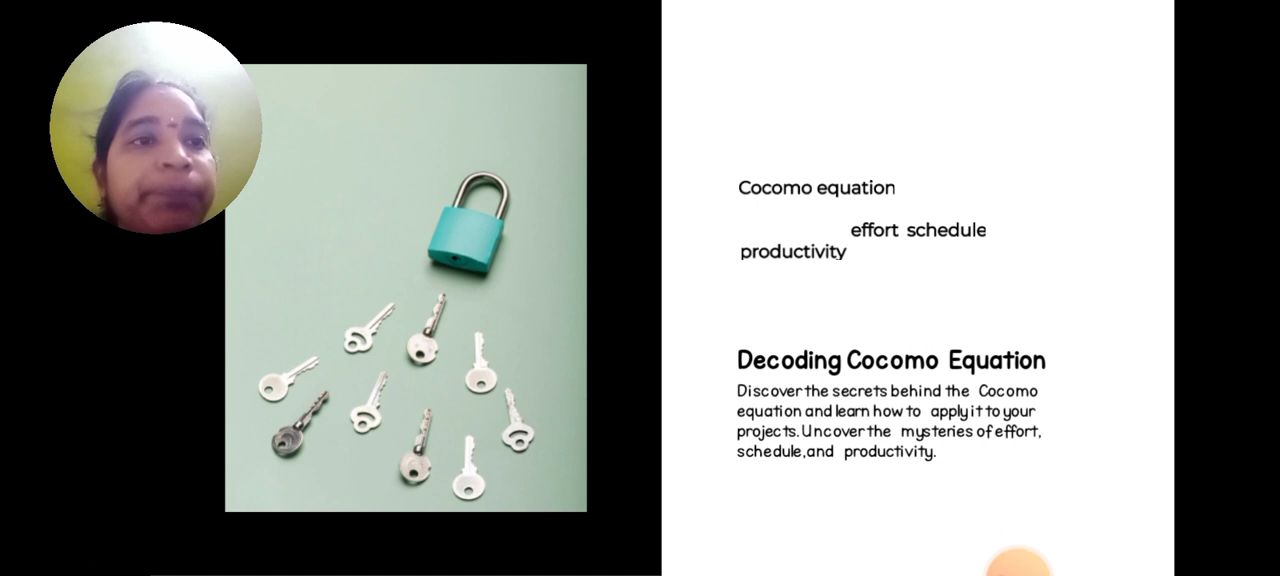 Cocomo equation
effort schedule
productivity
Decoding Cocomo Equation
Discover the secrets behind the Cocomo
equation and learn how to apply it to your
projects. Uncover the mysteries of effort,
schedule, and productivity.